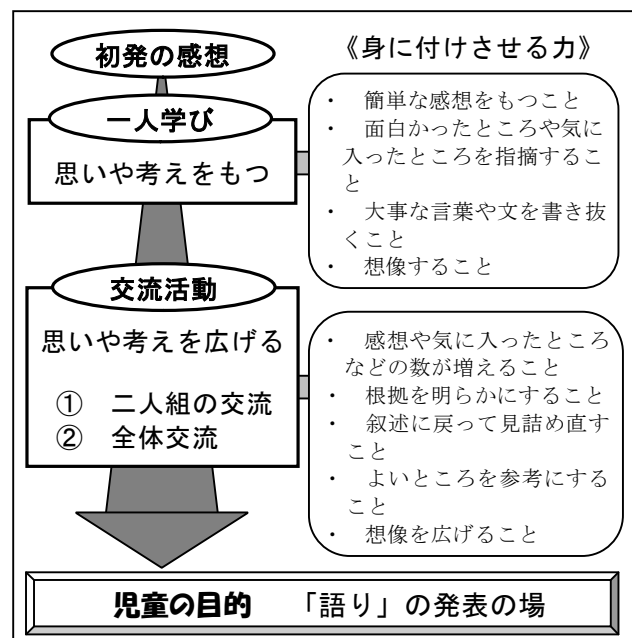 初発の感想
《身に付けさせる力》
一人学び
思いや考えをもつ
・ 簡単な感想をもつこと
・ 面白かったところや気に
入ったところを指摘するこ
と
・ 大事な言葉や文を書き抜
くこと
・ 想像すること
交流活動
思いや考えを広げる
① 二人組の交流
② 全体交流
・ 感想や気に入ったところ
などの数が増えること
・ 根拠を明らかにすること
・ 叙述に戻って見詰め直す
こと
・ よいところを参考にする
こと
・ 想像を広げること
児童の目的 「語り」の発表の場